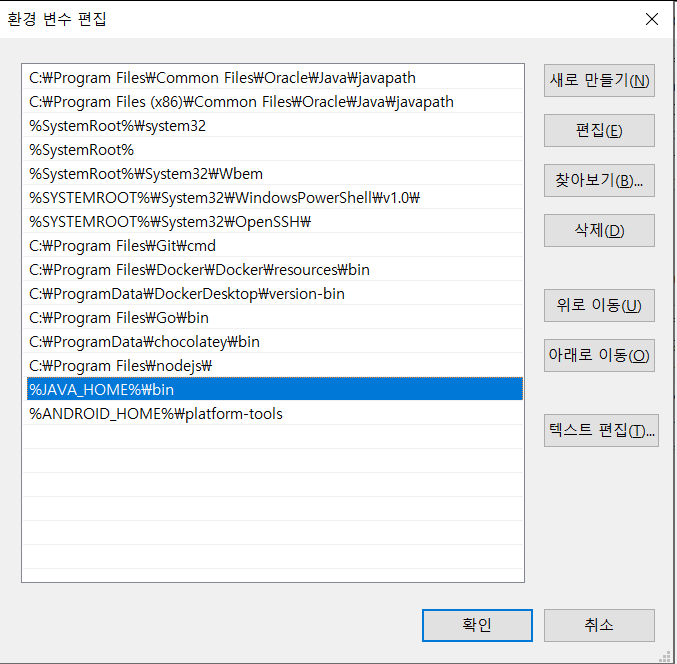 환경 변수 편집
C:₩Program Files₩Common Files₩Oracle₩Java₩javapath
C:₩Program Files (x86)₩Common Files₩Oracle₩Java₩javapath
%SystemRoot%₩system32
%SystemRoot%
%SystemRoot%₩System32₩Wbem
%SYSTEMROOT%₩System32₩WindowsPowerShell₩v1.0₩
%SYSTEMROOT%₩System32₩OpenSSH₩
C:₩Program Files₩Git₩cmd
C:₩Program Files₩Docker₩Docker₩resources₩bin
C:₩ProgramData₩DockerDesktop₩version-bin
C:₩Program Files₩Go₩bin
C:₩ProgramData₩chocolatey₩bin
C:₩Program Files₩nodejs₩
%JAVA_HOME%₩bin
%ANDROID_HOME%₩platform-tools
새로 만들기(N)
편집(E)
찾아보기(B)...
삭제(D)
위로 이동(U)
아래로 이동(O)
텍스트 편집(T)...
확인
취소